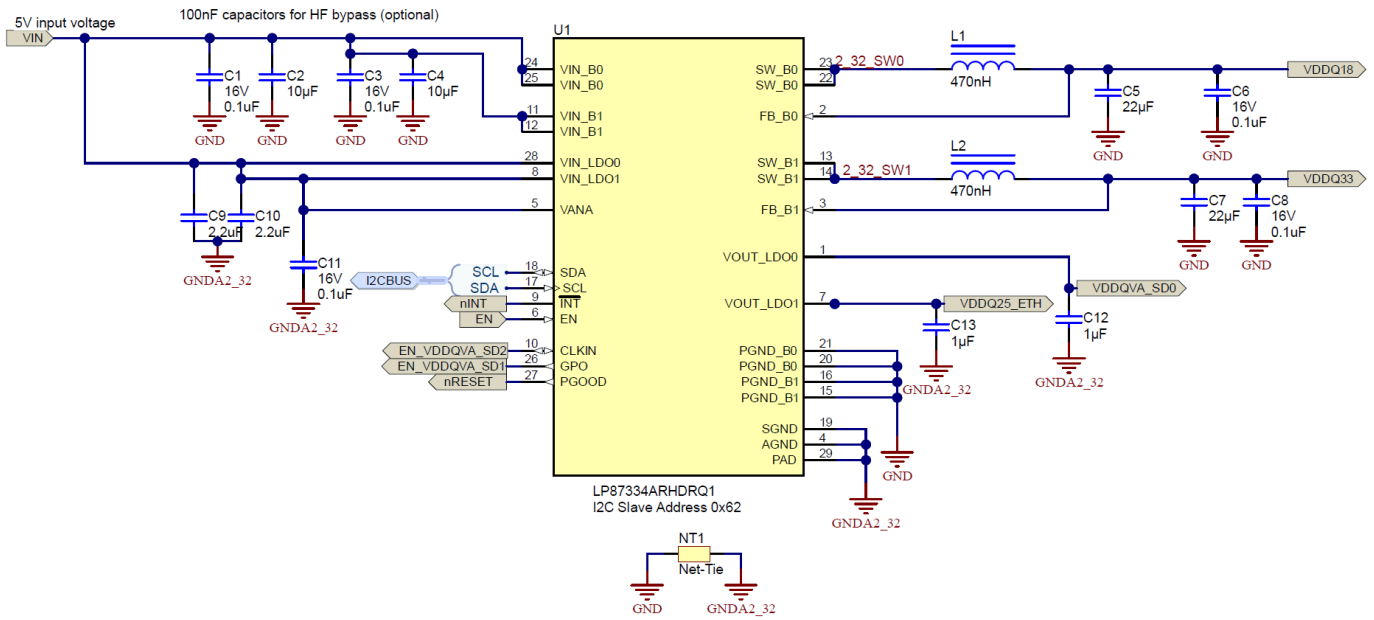 100nF capacitors for HF bypass (optional)
5V input voltage
VIN
C1
16V
0.1uF
GND
C2
10µF
GND
C3
16V
0.1uF
GND
C4
10µF
GND
C9
2.2uF
C10
2.2uF
GNDA2_32
C11
16V
0.1uF
GNDA2_32
I2CBUS
SCL
SDA
nINT
EN
EN_VDDQVA_SD2
EN_VDDQVA_SD1
nRESET
U1
24 VIN_B0
25 VIN_B0
11 VIN_B1
12 VIN_B1
28 VIN_LDO0
8 VIN_LDO1
5 VANA
18 SDA
17 SCL
9 INT
6 EN
10 CLKIN
26 GPO
27 PGOOD
SW_B0 23
SW_B0 22
FB_B0 2
SW_B1 13
SW_B1 14
FB_B1 3
VOUT_LDO0 1
VOUT_LDO1 7
PGND_B0 21
PGND_B0 20
PGND_B1 16
PGND_B1 15
SGND 19
AGND 4
PAD 29
LP87334ARHDRQ1
I2C Slave Address 0x62
2_32_SW0
L1
470nH
VDDQ18
C5
22µF
GND
C6
16V
0.1uF
GND
2_32_SW1
L2
470nH
VDDQ33
C7
22µF
GND
C8
16V
0.1uF
GND
VDDQVA_SD0
C12
1µF
GNDA2_32
VDDQ25_ETH
C13
1µF
GNDA2_32
GND
GNDA2_32
NT1
Net-Tie
GND
GNDA2_32